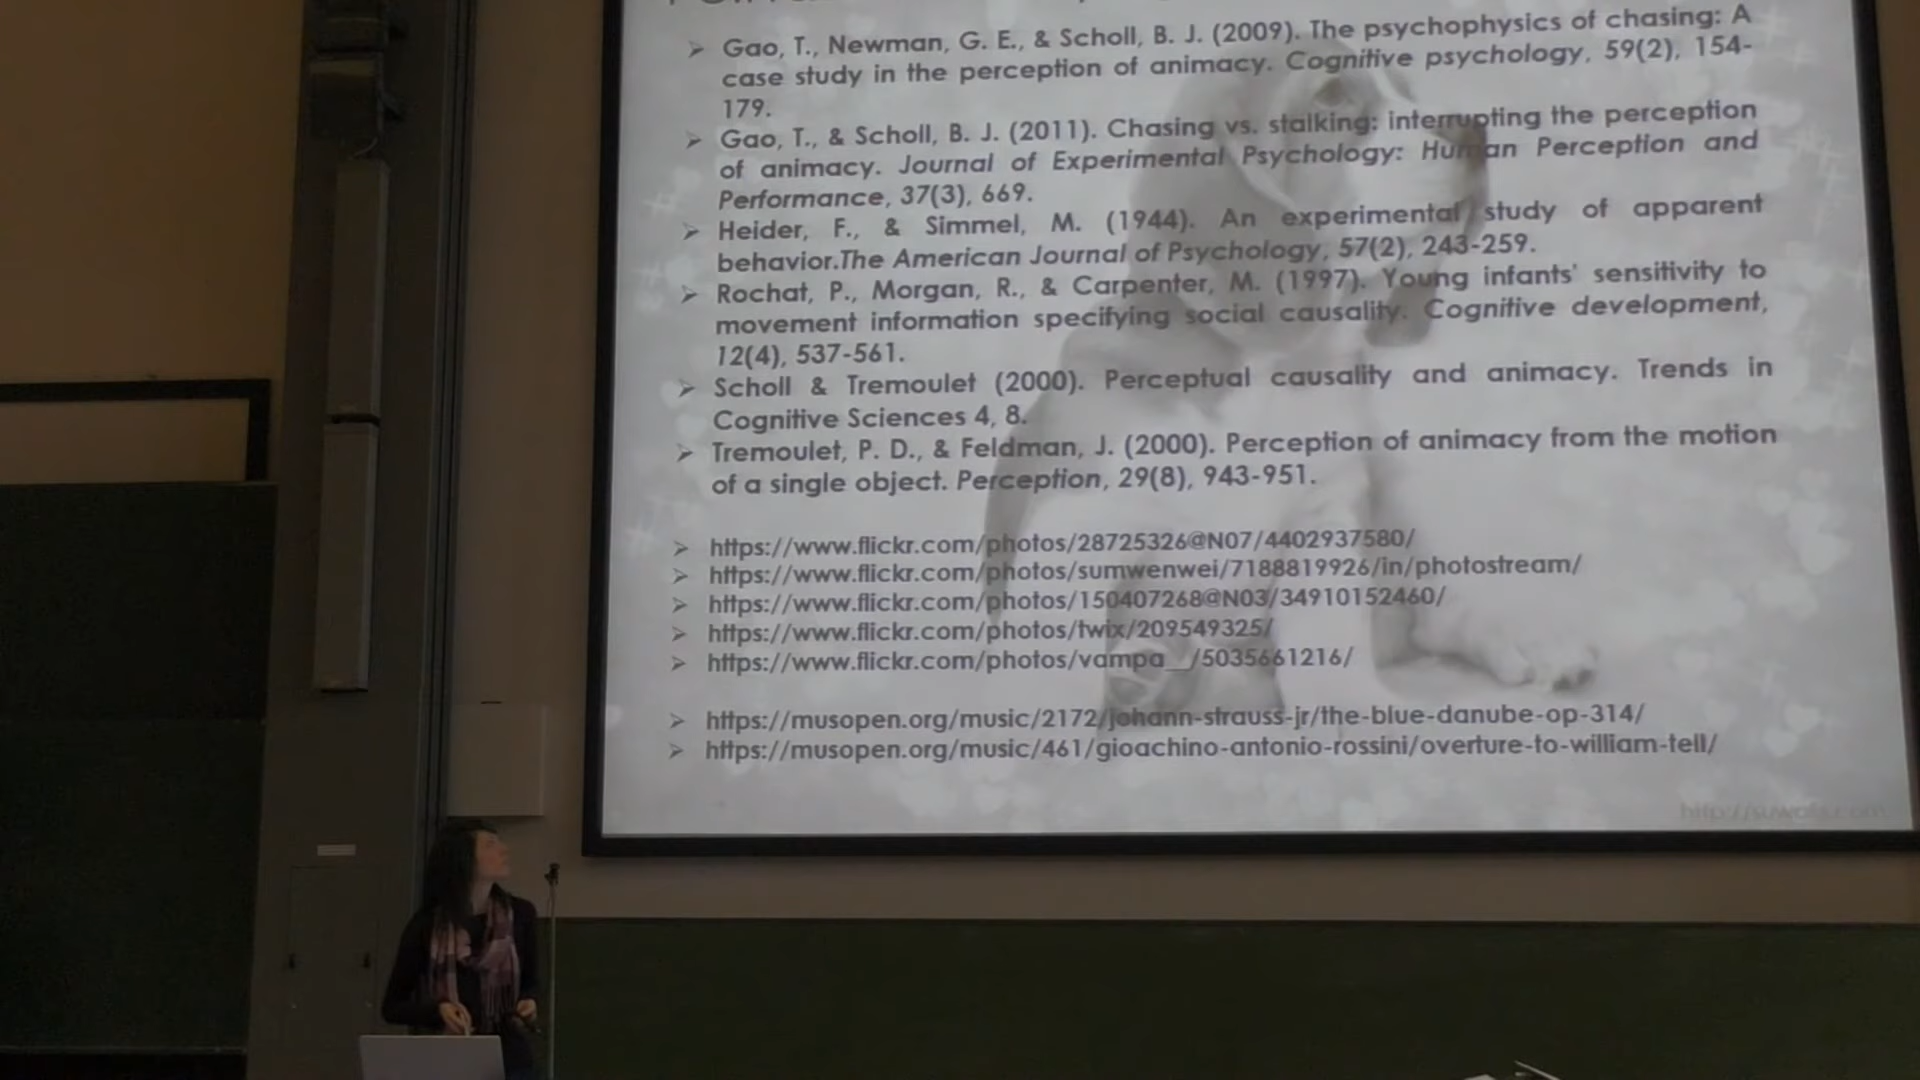 ➢ Gao, T., Newman, G. E., & Scholl, B. J. (2009). The psychophysics of chasing: A
case study in the perception of animacy. Cognitive psychology, 59(2), 154-
179.
➢ Gao, T., & Scholl, B. J. (2011). Chasing vs. stalking: interrupting the perception
of animacy. Journal of Experimental Psychology: Human Perception and
Performance, 37(3), 669.
➢ Heider, F., & Simmel, M. (1944). An experimental study of apparent
behavior.The American Journal of Psychology, 57(2), 243-259.
➢ Rochat, P., Morgan, R., & Carpenter, M. (1997). Young infants' sensitivity to
movement information specifying social causality. Cognitive development,
12(4), 537-561.
➢ Scholl & Tremoulet (2000). Perceptual causality and animacy. Trends in
Cognitive Sciences 4, 8.
➢ Tremoulet, P. D., & Feldman, J. (2000). Perception of animacy from the motion
of a single object. Perception, 29(8), 943-951.
➢ https://www.flickr.com/photos/28725326@N07/4402937580/
➢ https://www.flickr.com/photos/sumwenwei/7188819926/in/photostream/
➢ https://www.flickr.com/photos/150407268@N03/34910152460/
➢ https://www.flickr.com/photos/twix/209549325/
➢ https://www.flickr.com/photos/vampa__/5035661216/
➢ https://musopen.org/music/2172/johann-strauss-jr/the-blue-danube-op-314/
➢ https://musopen.org/music/461/gioachino-antonio-rossini/overture-to-william-tell/